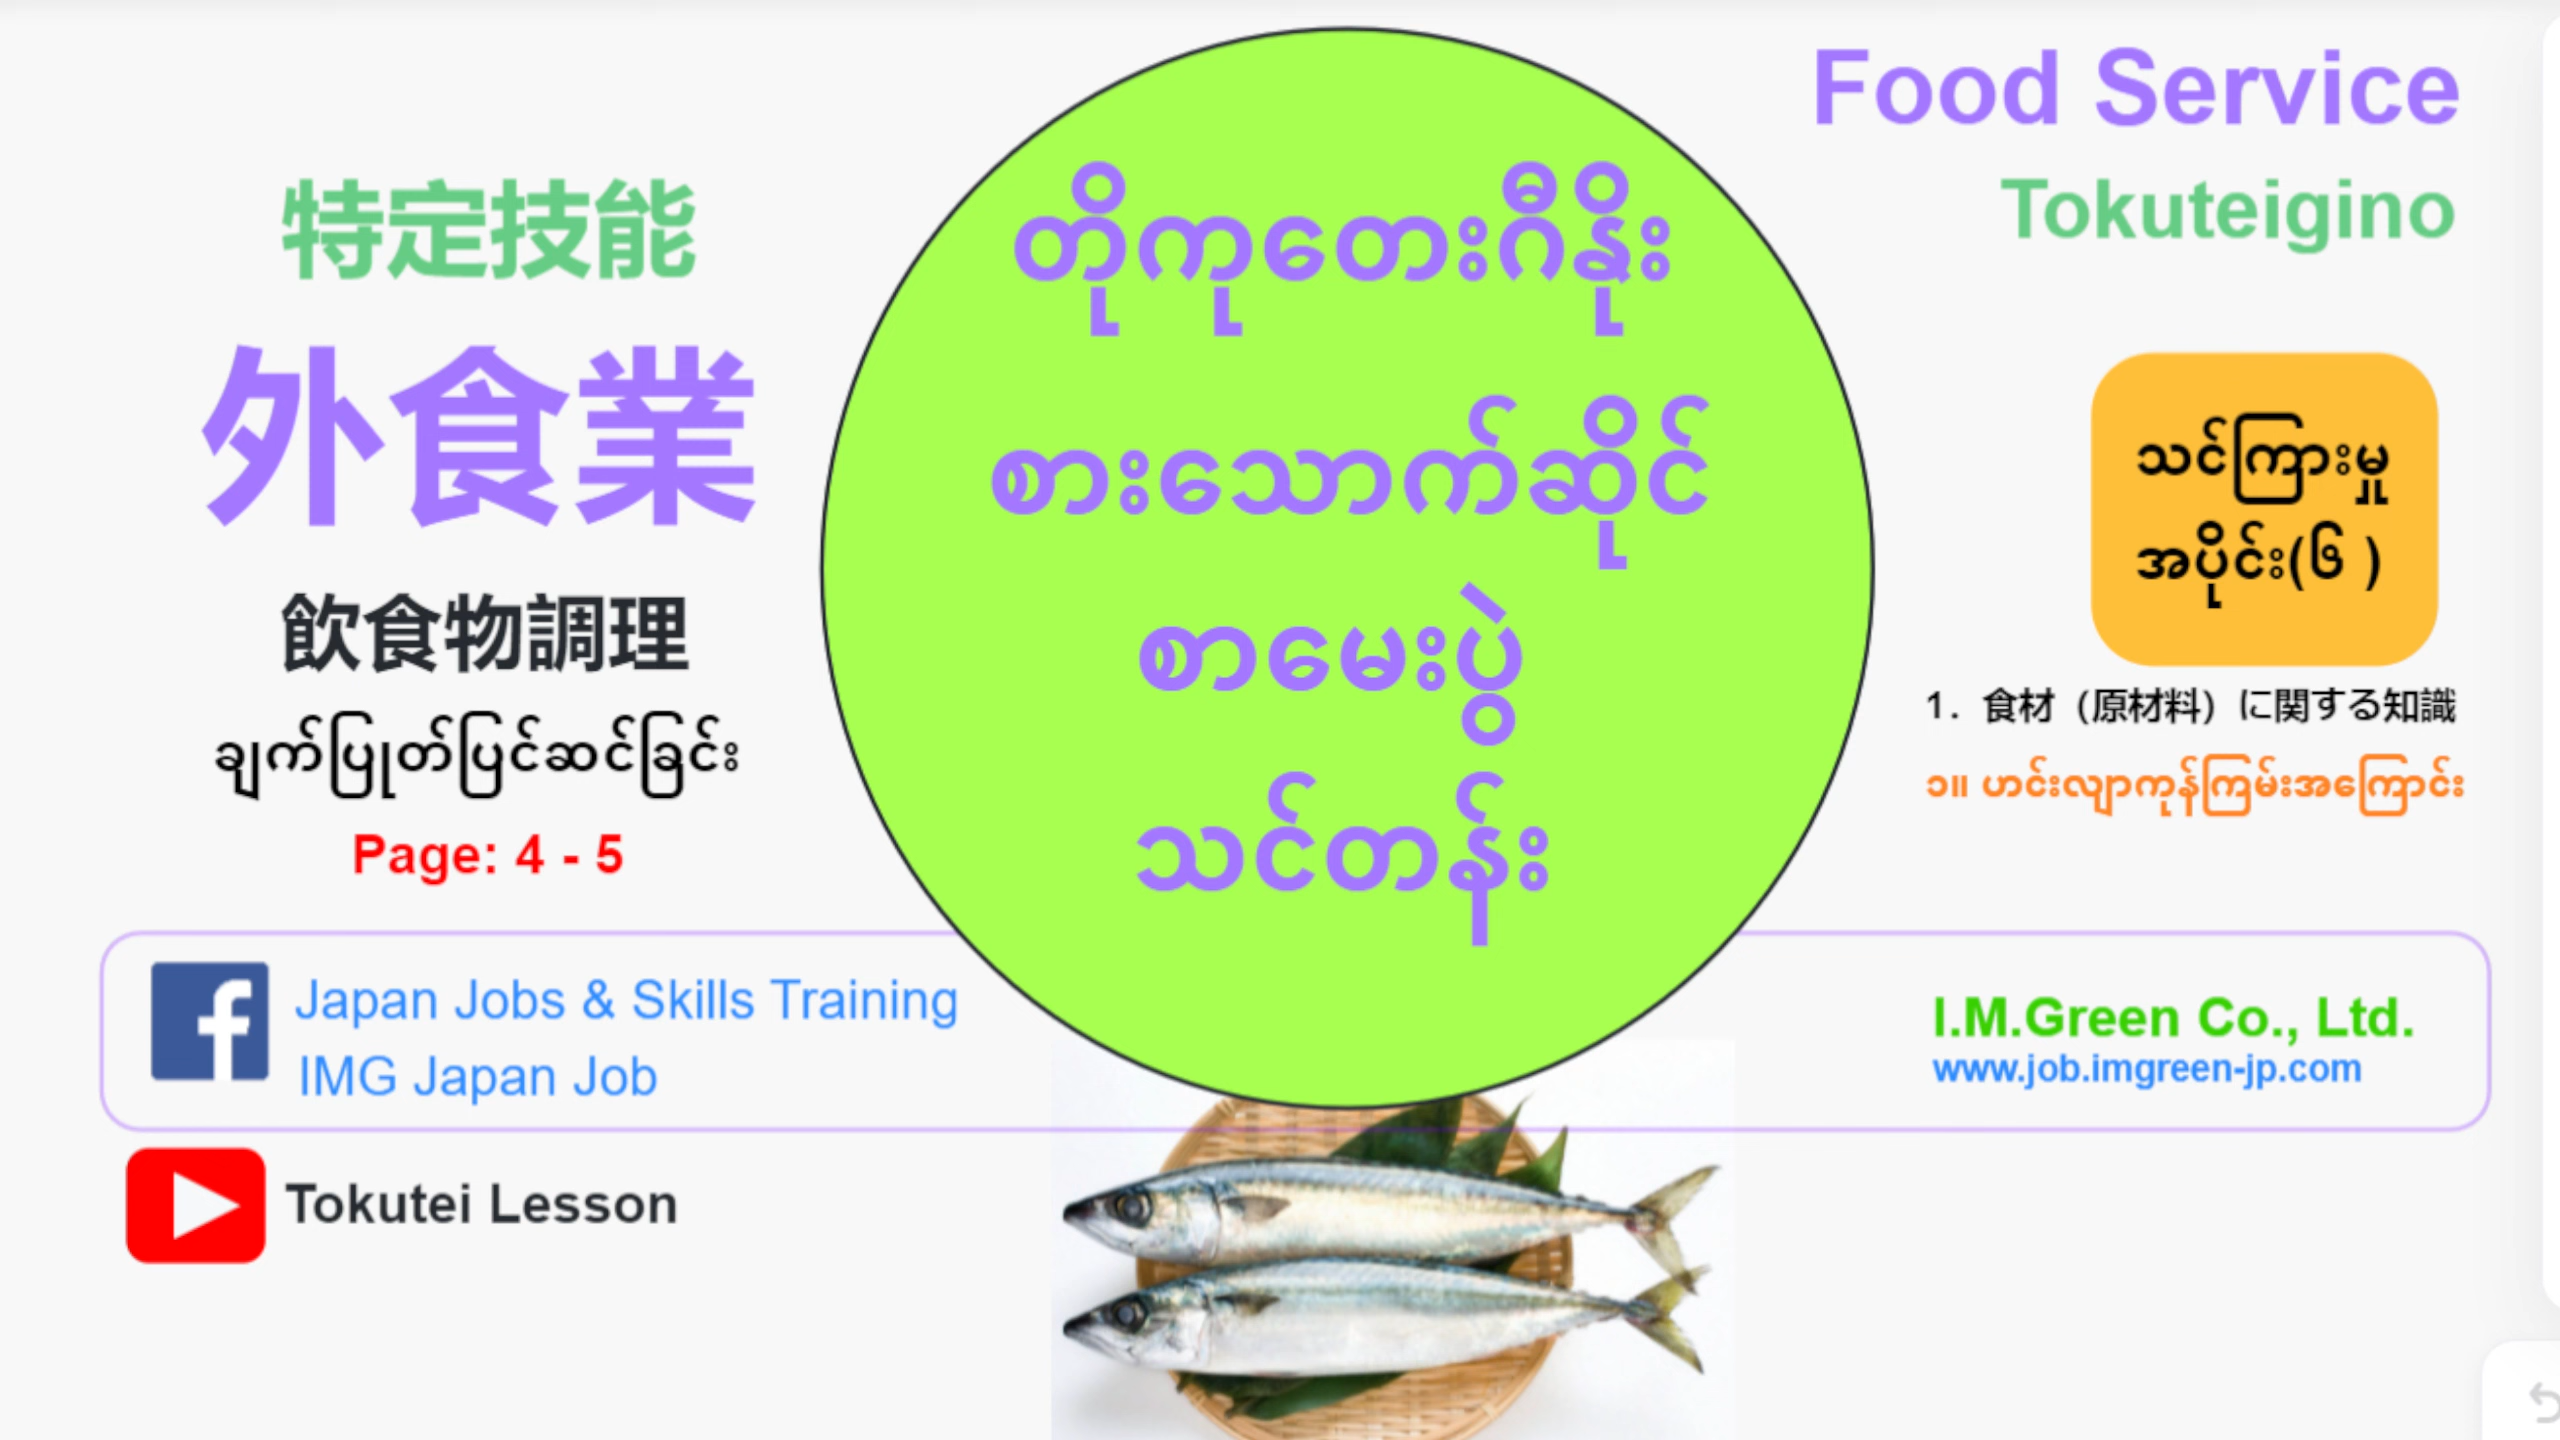 特定技能
外食業
飲食物調理
ချက်ပြုတ်ပြင်ဆင်ခြင်း
Page: 4 - 5
တိုကုတေးဂီနိုး
စားသောက်ဆိုင်
စာမေးပွဲ
သင်တန်း
Food Service
Tokuteigino
သင်ကြားမှု
အပိုင်း(၆ )
1. 食材（原材料）に関する知識
၁။ ဟင်းလျာကုန်ကြမ်းအကြောင်း
Japan Jobs & Skills Training
IMG Japan Job
I.M.Green Co., Ltd.
www.job.imgreen-jp.com
Tokutei Lesson